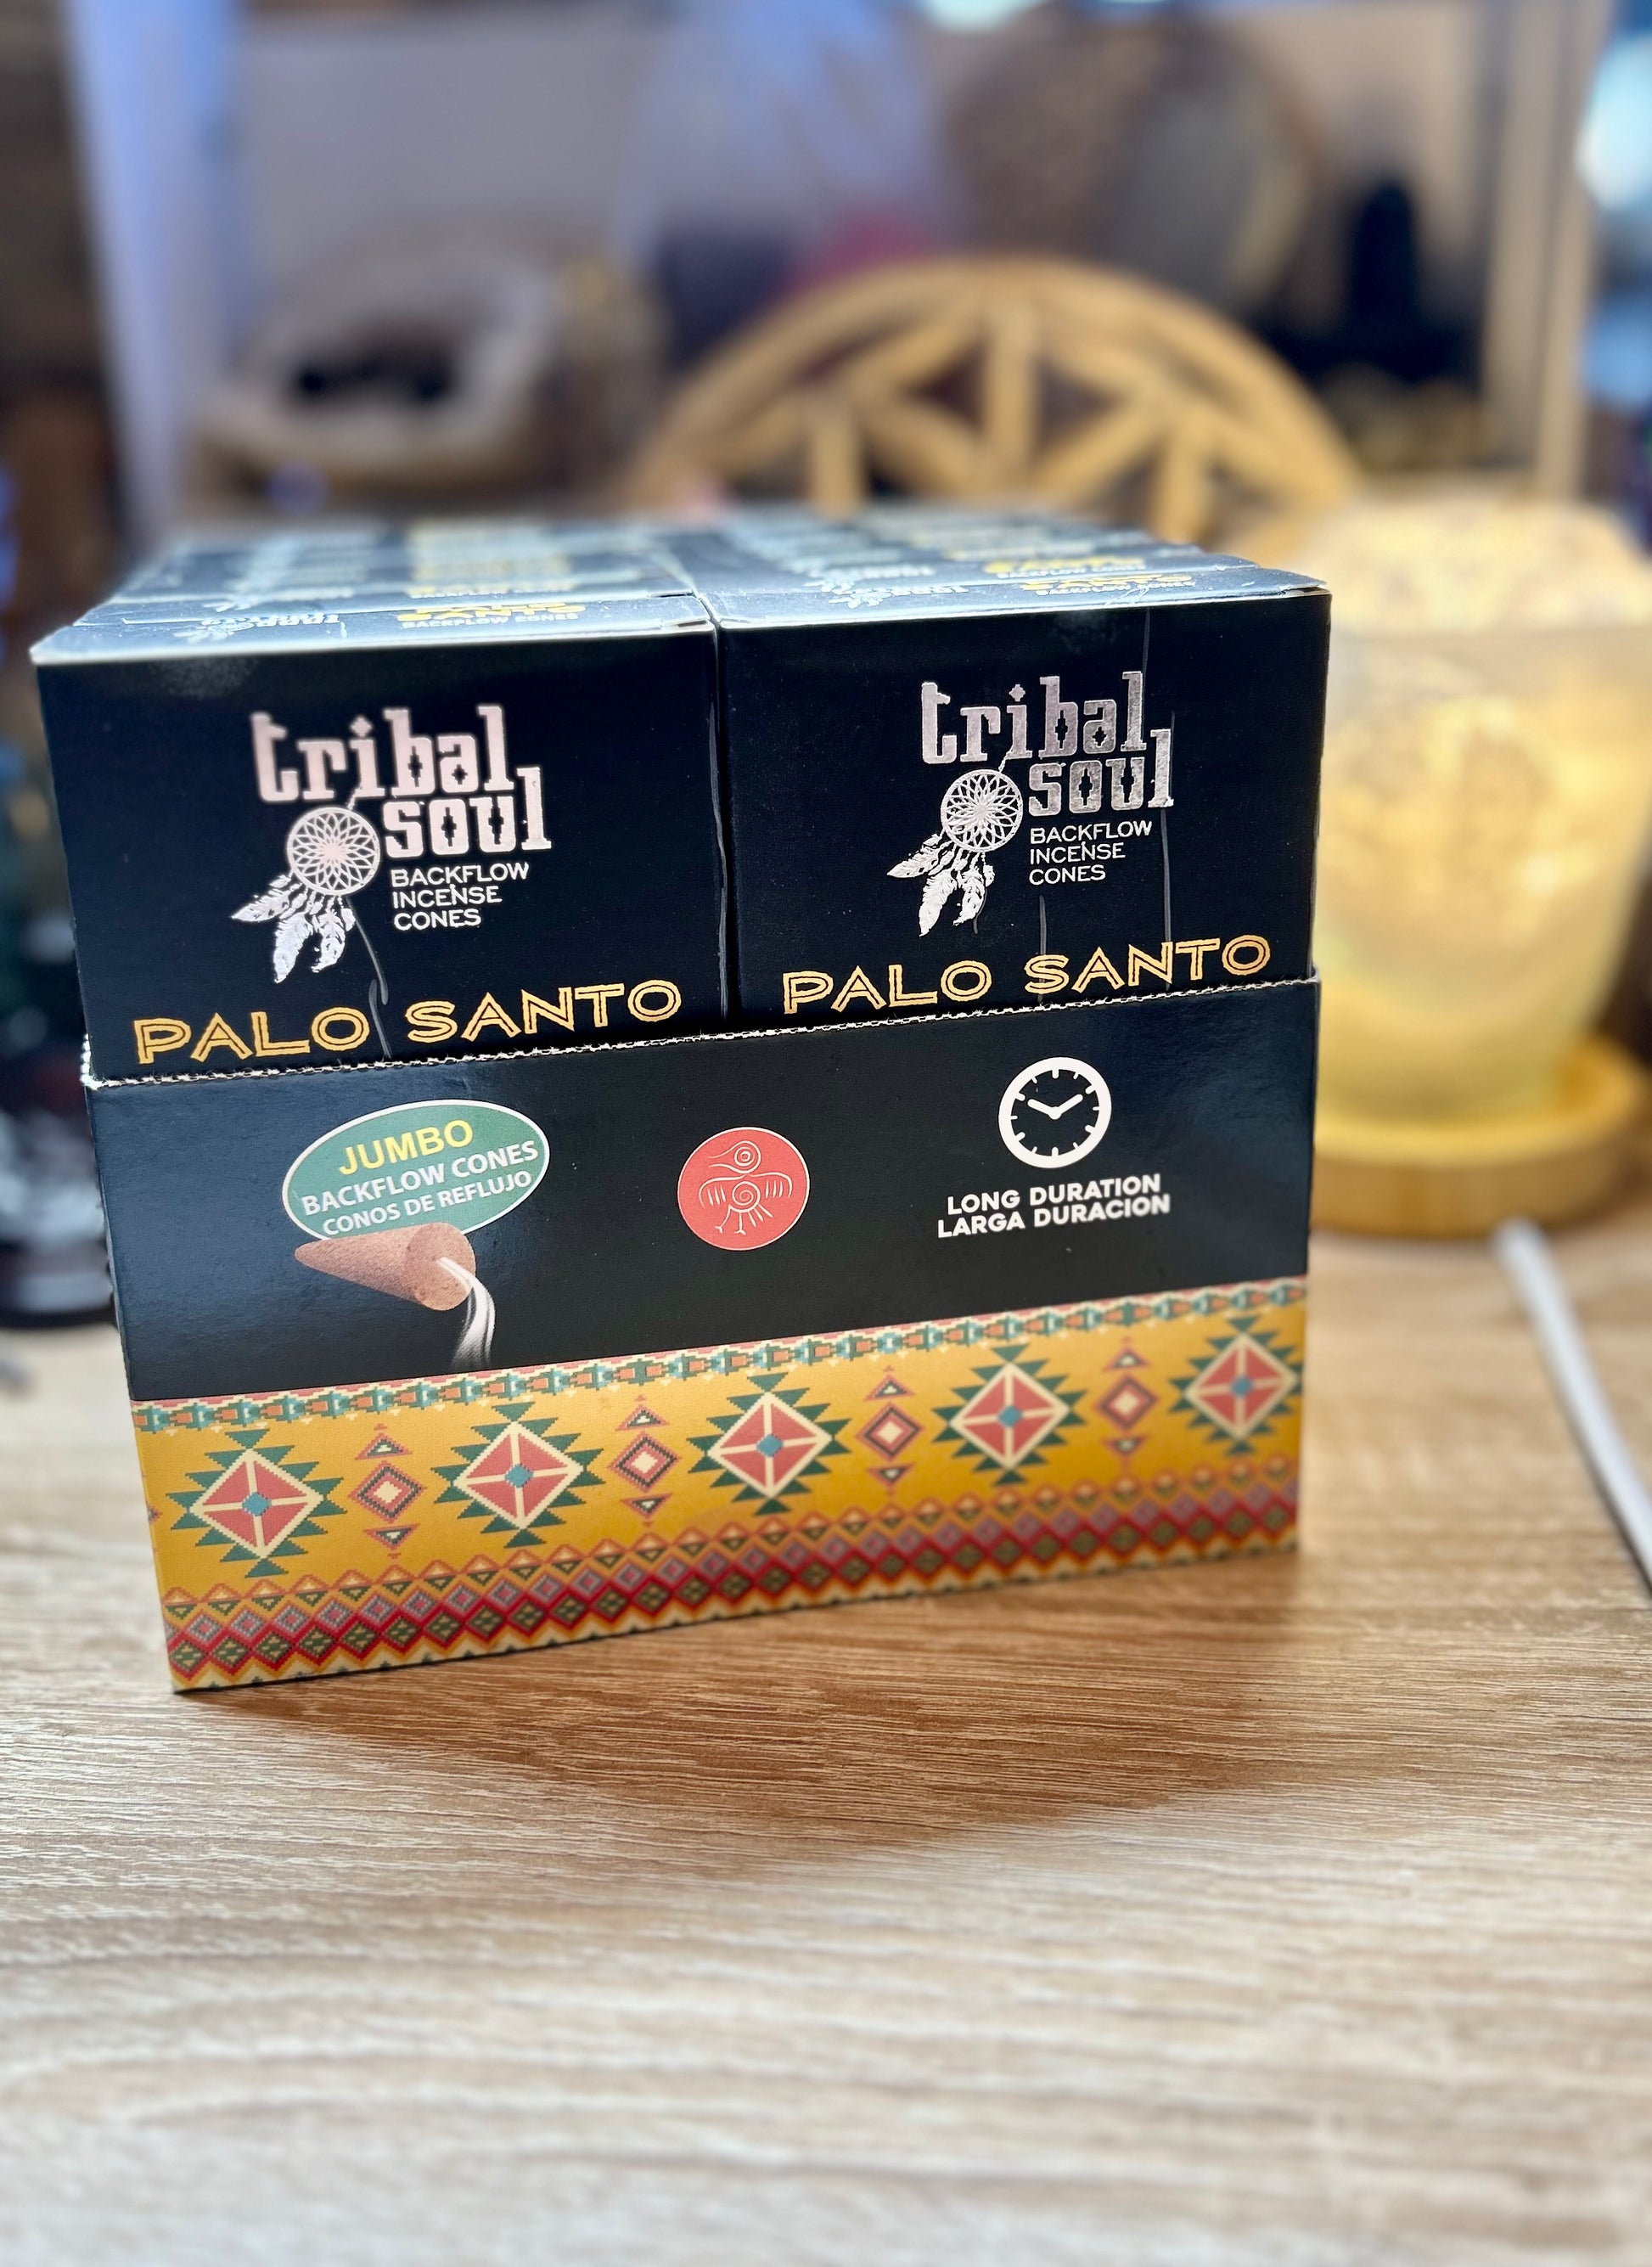 tribal
soul
BACKFLOW
INCENSE
CONES
PALO SANTO
tribal
soul
BACKFLOW
INCENSE
CONES
PALO SANTO
JUMBO
BACKFLOW CONES
CONOS DE REFLUJO
LONG DURATION
LARGA DURACION